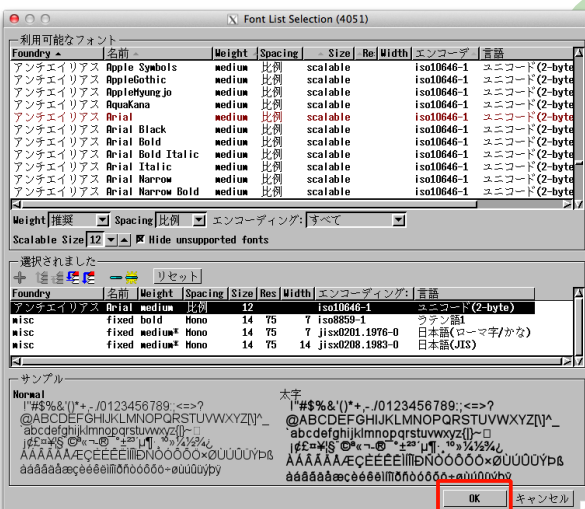 Font List Selection (4051)
利用可能なフォント
Foundry 名前 Weight Spacing Size Re: Width エンコーデ 言語
アンチエイリアス Apple Symbols medium 比例 scalable iso10646-1 ユニコード(2-byte
アンチエイリアス AppleGothic medium 比例 scalable iso10646-1 ユニコード(2-byte
アンチエイリアス AppleMyungjo medium 比例 scalable iso10646-1 ユニコード(2-byte
アンチエイリアス AquaKana medium 比例 scalable iso10646-1 ユニコード(2-byte
アンチエイリアス Arial medium 比例 scalable iso10646-1 ユニコード(2-byte
アンチエイリアス Arial Black medium 比例 scalable iso10646-1 ユニコード(2-byte
アンチエイリアス Arial Bold medium 比例 scalable iso10646-1 ユニコード(2-byte
アンチエイリアス Arial Bold Italic medium 比例 scalable iso10646-1 ユニコード(2-byte
アンチエイリアス Arial Italic medium 比例 scalable iso10646-1 ユニコード(2-byte
アンチエイリアス Arial Narrow medium 比例 scalable iso10646-1 ユニコード(2-byte
アンチエイリアス Arial Narrow Bold medium 比例 scalable iso10646-1 ユニコード(2-byte
Weight 推奨 Spacing 比例 エンコーディング: すべて
Scalable Size 12 Hide unsupported fonts
選択されました
リセット
Foundry 名前 Weight Spacing Size Res Width エンコーディング: 言語
アンチエイリアス Arial medium 比例 12 iso10646-1 ユニコード(2-byte)
misc fixed bold Mono 14 75 7 iso8859-1 ラテン語1
misc fixed medium* Mono 14 75 7 jisx0201.1976-0 日本語(ローマ字/かな)
misc fixed medium* Mono 14 75 14 jisx0208.1983-0 日本語(JIS)
サンプル
Normal 太字
!"#$%&'()*+,-./0123456789:;<=>? !"#$%&'()*+,-./0123456789:;<=>?
@ABCDEFGHIJKLMNOPQRSTUVWXYZ[\]^_ @ABCDEFGHIJKLMNOPQRSTUVWXYZ[\]^_
`abcdefghijklmnopqrstuvwxyz{|}~ `abcdefghijklmnopqrstuvwxyz{|}~
OK キャンセル